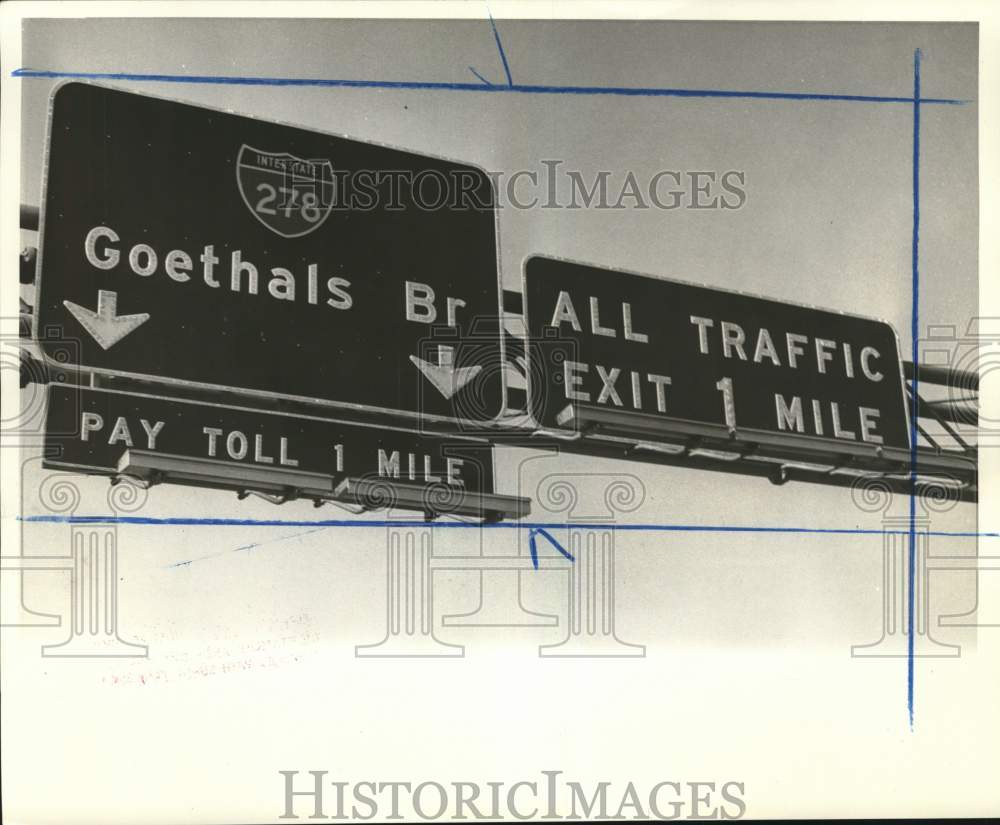 INTERSTATE
278
Goethals Br
PAY TOLL 1 MILE
ALL TRAFFIC
EXIT 1 MILE
HISTORICIMAGES
HISTORICIMAGES